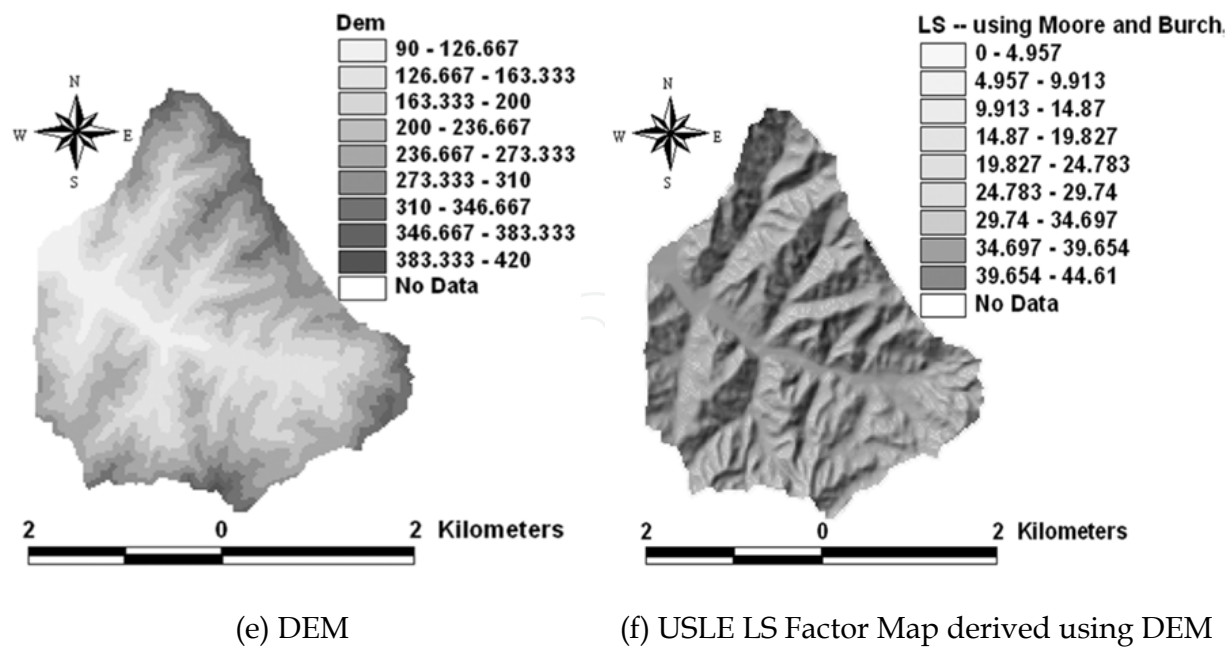 Dem
90 - 126.667
126.667 - 163.333
163.333 - 200
200 - 236.667
236.667 - 273.333
273.333 - 310
310 - 346.667
346.667 - 383.333
383.333 - 420
No Data
N
W E
S
2 0 2 Kilometers
(e) DEM
LS -- using Moore and Burch,
0 - 4.957
4.957 - 9.913
9.913 - 14.87
14.87 - 19.827
19.827 - 24.783
24.783 - 29.74
29.74 - 34.697
34.697 - 39.654
39.654 - 44.61
No Data
N
W E
S
2 0 2 Kilometers
(f) USLE LS Factor Map derived using DEM